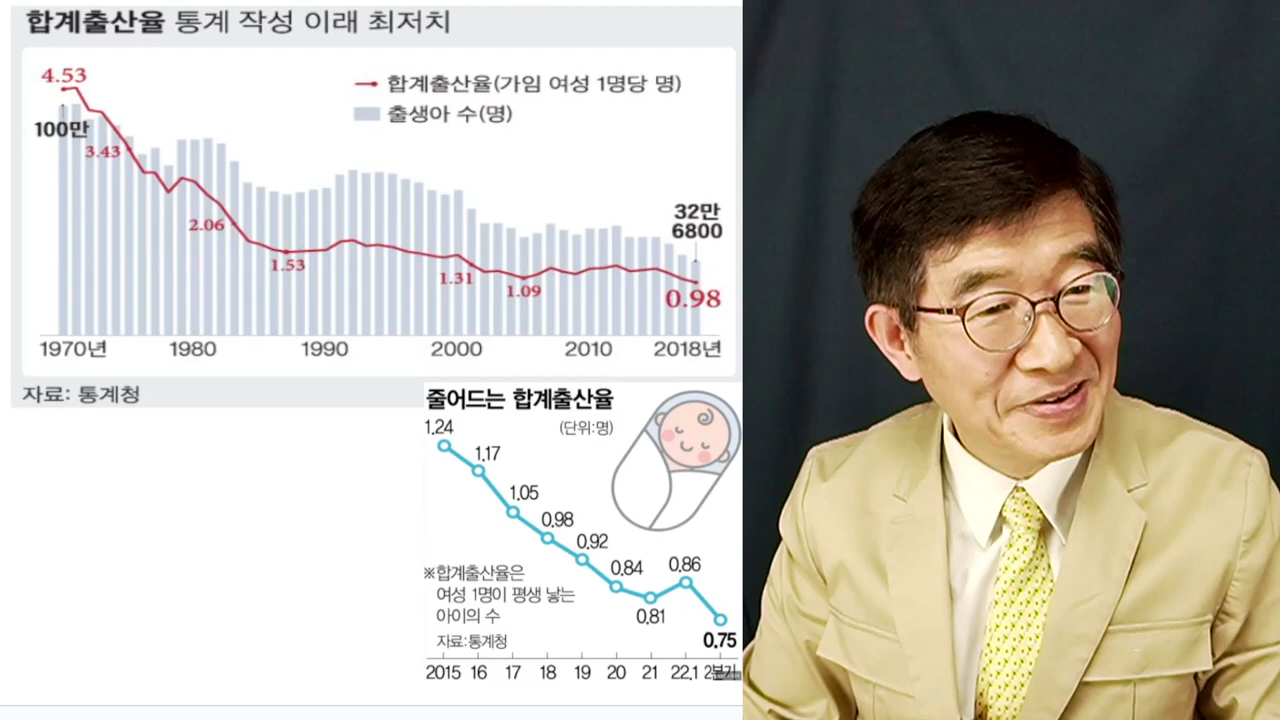 합계출산율 통계 작성 이래 최저치
4.53
합계출산율(가임 여성 1명당 명)
출생아 수(명)
100만
3.43
2.06
1.53
1.31
1.09
32만
6800
0.98
1970년 1980 1990 2000 2010 2018년
자료: 통계청
줄어드는 합계출산율
(단위:명)
1.24
1.17
1.05
0.98
0.92
0.84
0.81
0.86
0.75
※합계출산율은
여성 1명이 평생 낳는
아이의 수
자료:통계청
2015 16 17 18 19 20 21 22.1 2분기